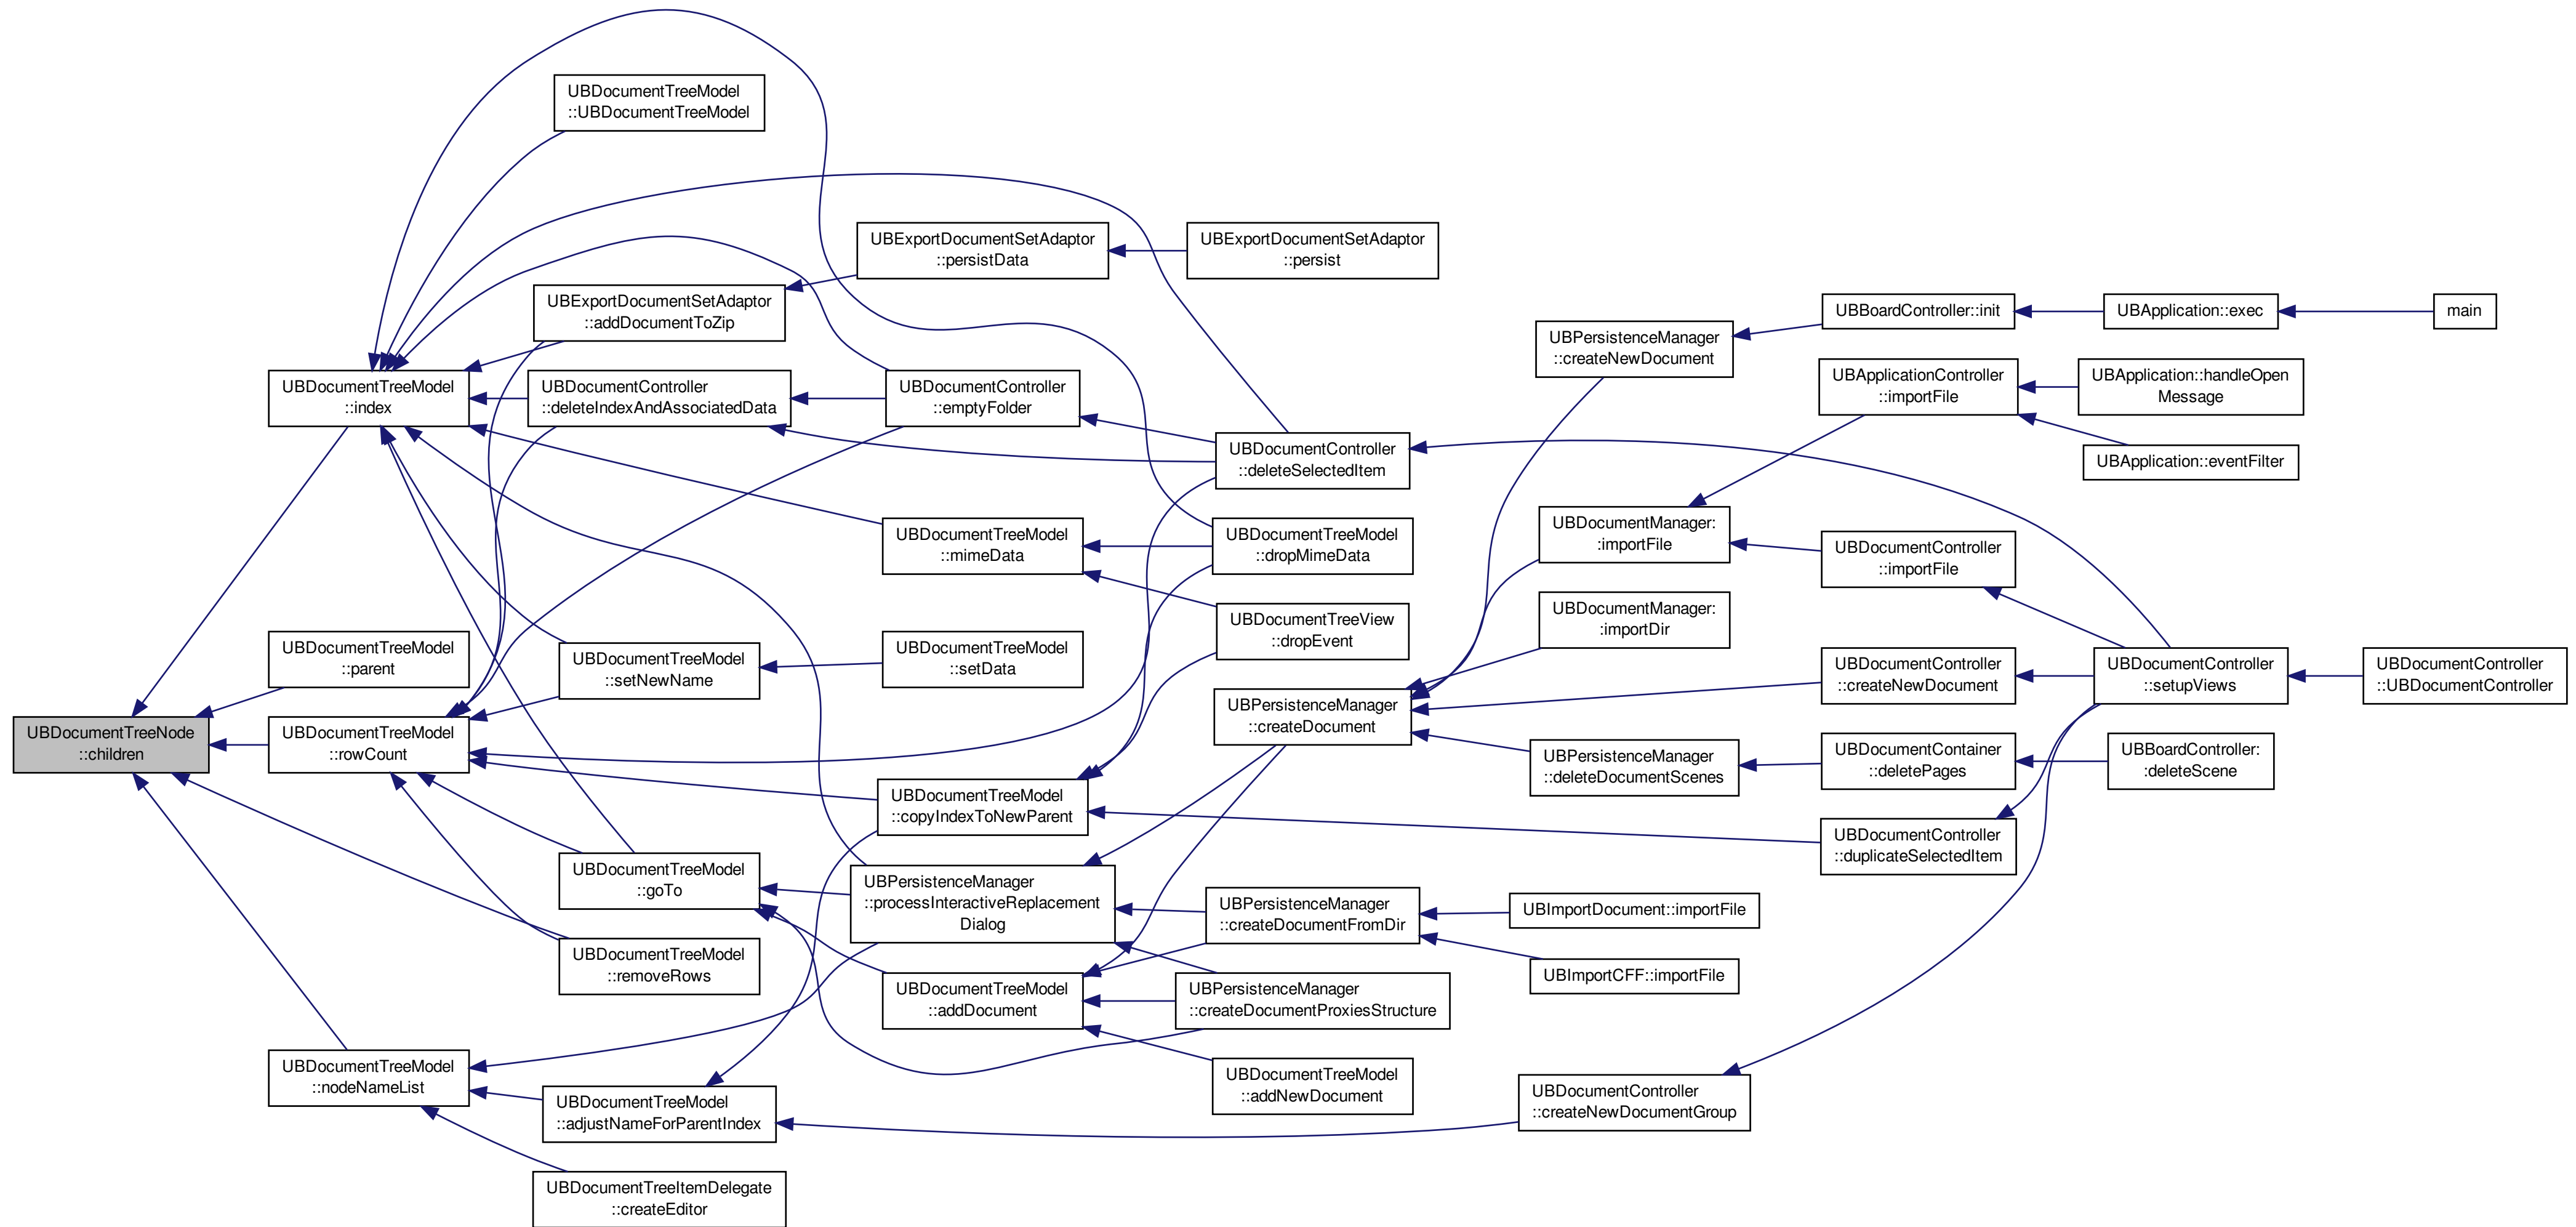 UBDocumentTreeNode
::children
UBDocumentTreeModel
::index
UBDocumentTreeModel
::parent
UBDocumentTreeModel
::rowCount
UBDocumentTreeModel
::nodeNameList
UBDocumentTreeModel
::UBDocumentTreeModel
UBExportDocumentSetAdaptor
::addDocumentToZip
UBDocumentController
::deleteIndexAndAssociatedData
UBDocumentTreeModel
::setNewName
UBDocumentTreeModel
::goTo
UBDocumentTreeModel
::removeRows
UBDocumentTreeModel
::adjustNameForParentIndex
UBDocumentTreeItemDelegate
::createEditor
UBExportDocumentSetAdaptor
::persistData
UBDocumentController
::emptyFolder
UBDocumentTreeModel
::mimeData
UBDocumentTreeModel
::setData
UBDocumentTreeModel
::copyIndexToNewParent
UBPersistenceManager
::processInteractiveReplacement
Dialog
UBDocumentTreeModel
::addDocument
UBExportDocumentSetAdaptor
::persist
UBDocumentController
::deleteSelectedItem
UBDocumentTreeModel
::dropMimeData
UBDocumentTreeView
::dropEvent
UBPersistenceManager
::createDocument
UBPersistenceManager
::createDocumentFromDir
UBPersistenceManager
::createDocumentProxiesStructure
UBDocumentTreeModel
::addNewDocument
UBPersistenceManager
::createNewDocument
UBDocumentManager:
:importFile
UBDocumentManager:
:importDir
UBPersistenceManager
::deleteDocumentScenes
UBImportDocument::importFile
UBImportCFF::importFile
UBDocumentController
::createNewDocumentGroup
UBBoardController::init
UBApplicationController
::importFile
UBDocumentController
::importFile
UBDocumentController
::createNewDocument
UBDocumentContainer
::deletePages
UBDocumentController
::duplicateSelectedItem
UBApplication::exec
UBApplication::handleOpen
Message
UBApplication::eventFilter
UBDocumentController
::setupViews
UBBoardController:
:deleteScene
main
UBDocumentController
::UBDocumentController